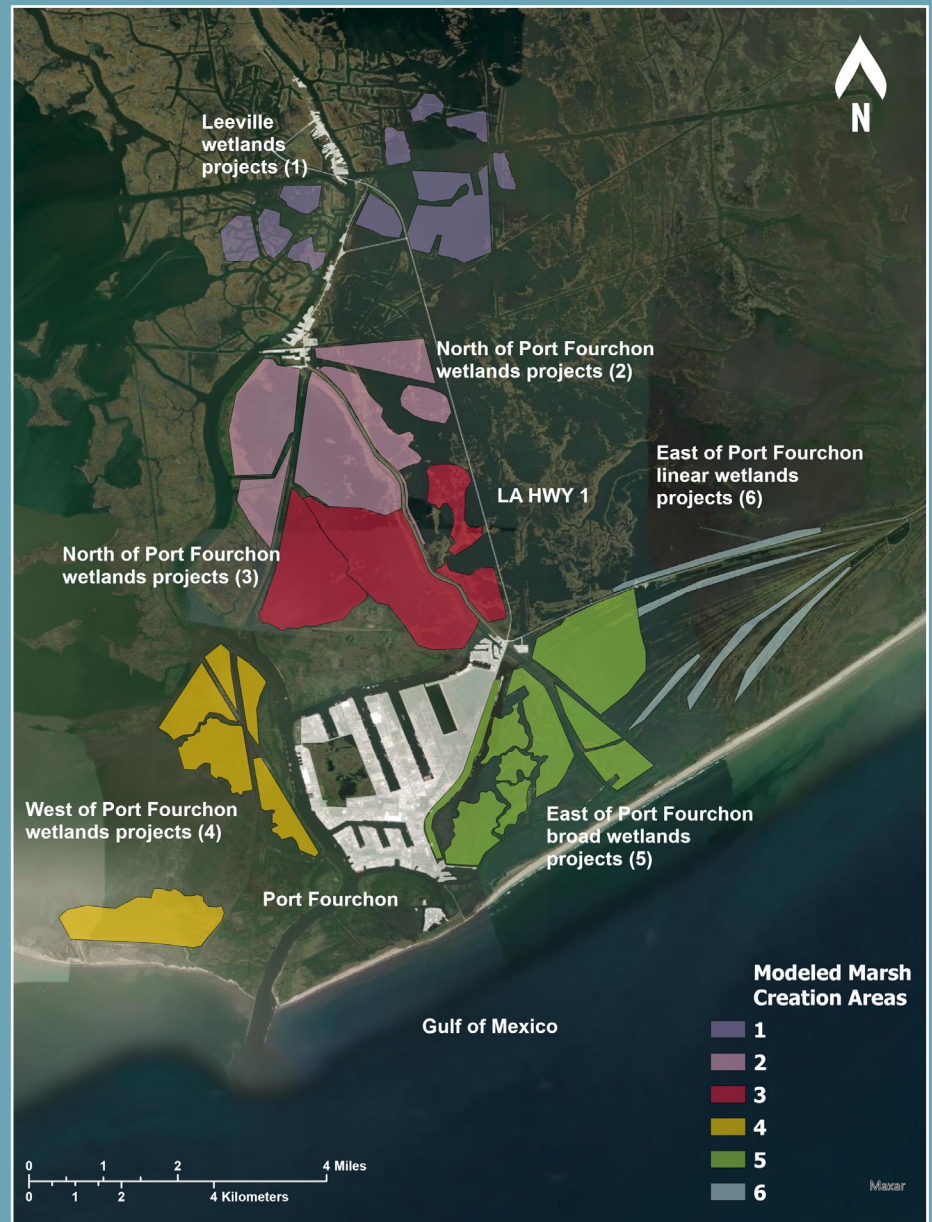 N
Leeville
wetlands
projects (1)
North of Port Fourchon
wetlands projects (2)
East of Port Fourchon
linear wetlands
projects (6)
LA HWY 1
North of Port Fourchon
wetlands projects (3)
West of Port Fourchon
wetlands projects (4)
East of Port Fourchon
broad wetlands
projects (5)
Port Fourchon
Gulf of Mexico
Modeled Marsh
Creation Areas
1
2
3
4
5
6
0 1 2 4 Miles
0 1 2 4 Kilometers
Maxar